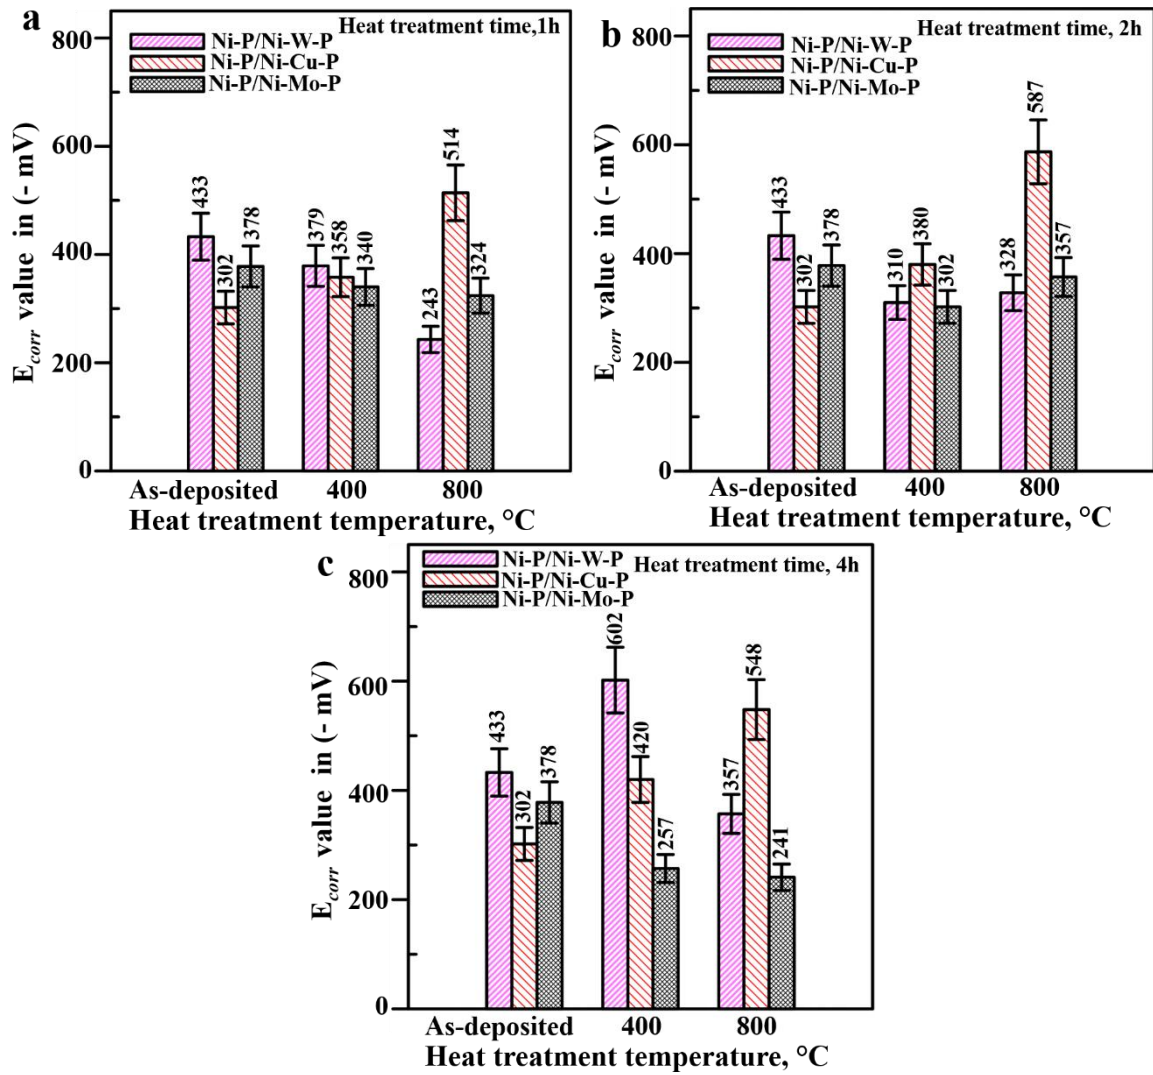 a
Heat treatment time,1h
Ni-P/Ni-W-P
Ni-P/Ni-Cu-P
Ni-P/Ni-Mo-P
E corr value in (- mV)
800
600
400
200
0
433
302
378
379
358
340
243
514
324
As-deposited 400 800
Heat treatment temperature, °C
b
Heat treatment time, 2h
Ni-P/Ni-W-P
Ni-P/Ni-Cu-P
Ni-P/Ni-Mo-P
E corr value in (- mV)
800
600
400
200
0
433
302
378
310
380
302
328
587
357
As-deposited 400 800
Heat treatment temperature, °C
c
Heat treatment time, 4h
Ni-P/Ni-W-P
Ni-P/Ni-Cu-P
Ni-P/Ni-Mo-P
E corr value in (- mV)
800
600
400
200
0
433
302
378
602
420
257
357
548
241
As-deposited 400 800
Heat treatment temperature, °C